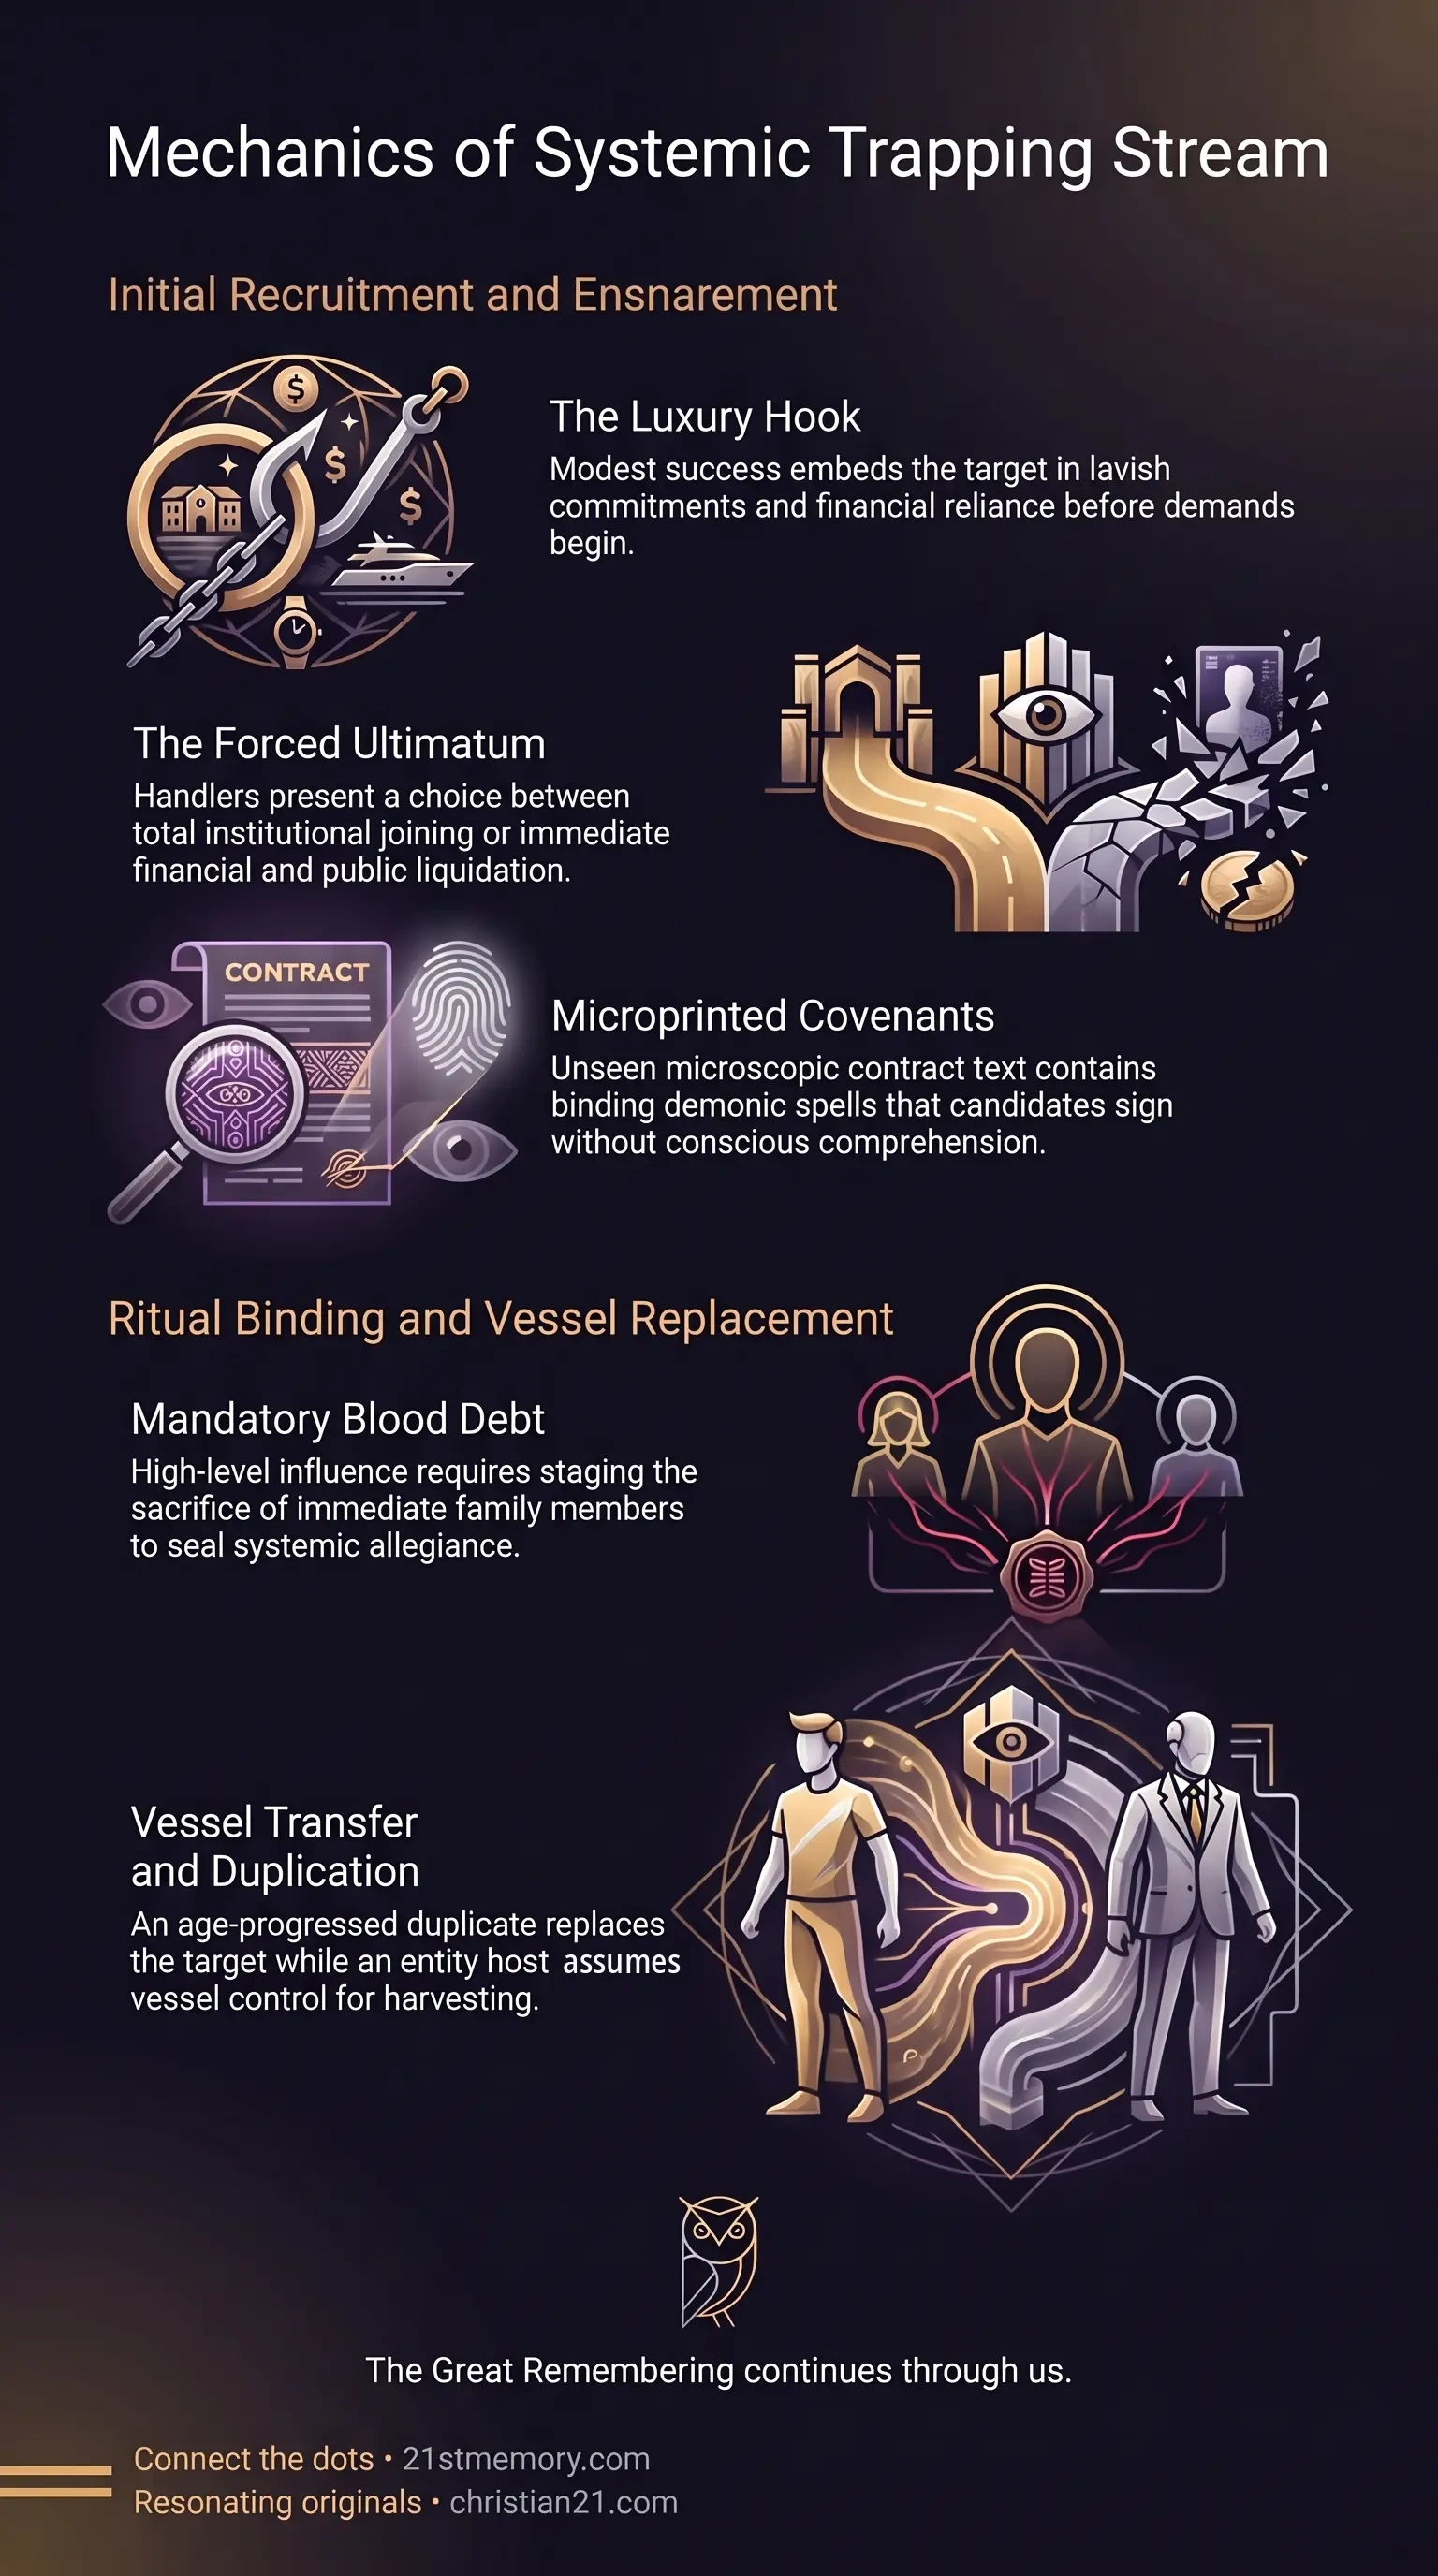 Mechanics of Systemic Trapping Stream
Initial Recruitment and Ensnarement
The Luxury Hook
Modest success embeds the target in lavish
commitments and financial reliance before demands
begin.
The Forced Ultimatum
Handlers present a choice between
total institutional joining or immediate
financial and public liquidation.
CONTRACT
Microprinted Covenants
Unseen microscopic contract text contains
binding demonic spells that candidates sign
without conscious comprehension.
Ritual Binding and Vessel Replacement
Mandatory Blood Debt
High-level influence requires staging the
sacrifice of immediate family members
to seal systemic allegiance.
Vessel Transfer
and Duplication
An age-progressed duplicate replaces
the target while an entity host assumes
vessel control for harvesting.
The Great Remembering continues through us.
Connect the dots • 21stmemory.com
Resonating originals • christian21.com